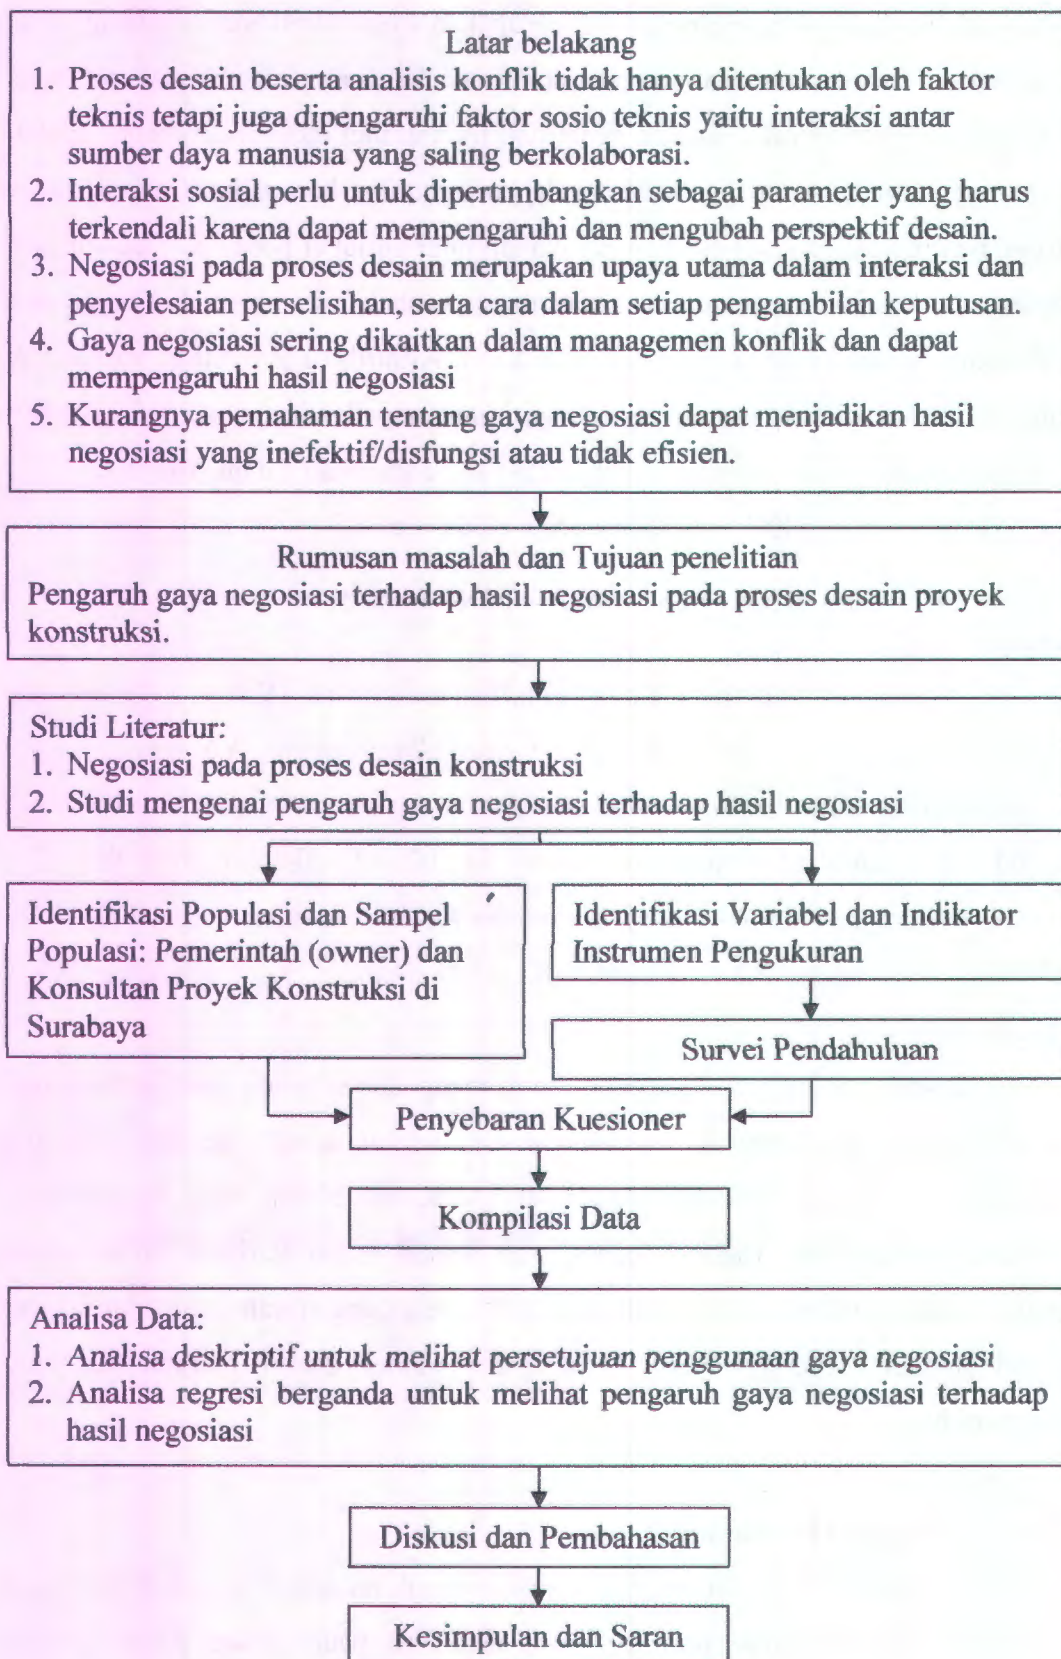 Latar belakang
1. Proses desain beserta analisis konflik tidak hanya ditentukan oleh faktor
teknis tetapi juga dipengaruhi faktor sosio teknis yaitu interaksi antar
sumber daya manusia yang saling berkolaborasi.
2. Interaksi sosial perlu untuk dipertimbangkan sebagai parameter yang harus
terkendali karena dapat mempengaruhi dan mengubah perspektif desain.
3. Negosiasi pada proses desain merupakan upaya utama dalam interaksi dan
penyelesaian perselisihan, serta cara dalam setiap pengambilan keputusan.
4. Gaya negosiasi sering dikaitkan dalam managemen konflik dan dapat
mempengaruhi hasil negosiasi
5. Kurangnya pemahaman tentang gaya negosiasi dapat menjadikan hasil
negosiasi yang inefektif/disfungsi atau tidak efisien.
Rumusan masalah dan Tujuan penelitian
Pengaruh gaya negosiasi terhadap hasil negosiasi pada proses desain proyek
konstruksi.
Studi Literatur:
1. Negosiasi pada proses desain konstruksi
2. Studi mengenai pengaruh gaya negosiasi terhadap hasil negosiasi
Identifikasi Populasi dan Sampel
Populasi: Pemerintah (owner) dan
Konsultan Proyek Konstruksi di
Surabaya
Identifikasi Variabel dan Indikator
Instrumen Pengukuran
Survei Pendahuluan
Penyebaran Kuesioner
Kompilasi Data
Analisa Data:
1. Analisa deskriptif untuk melihat persetujuan penggunaan gaya negosiasi
2. Analisa regresi berganda untuk melihat pengaruh gaya negosiasi terhadap
hasil negosiasi
Diskusi dan Pembahasan
Kesimpulan dan Saran